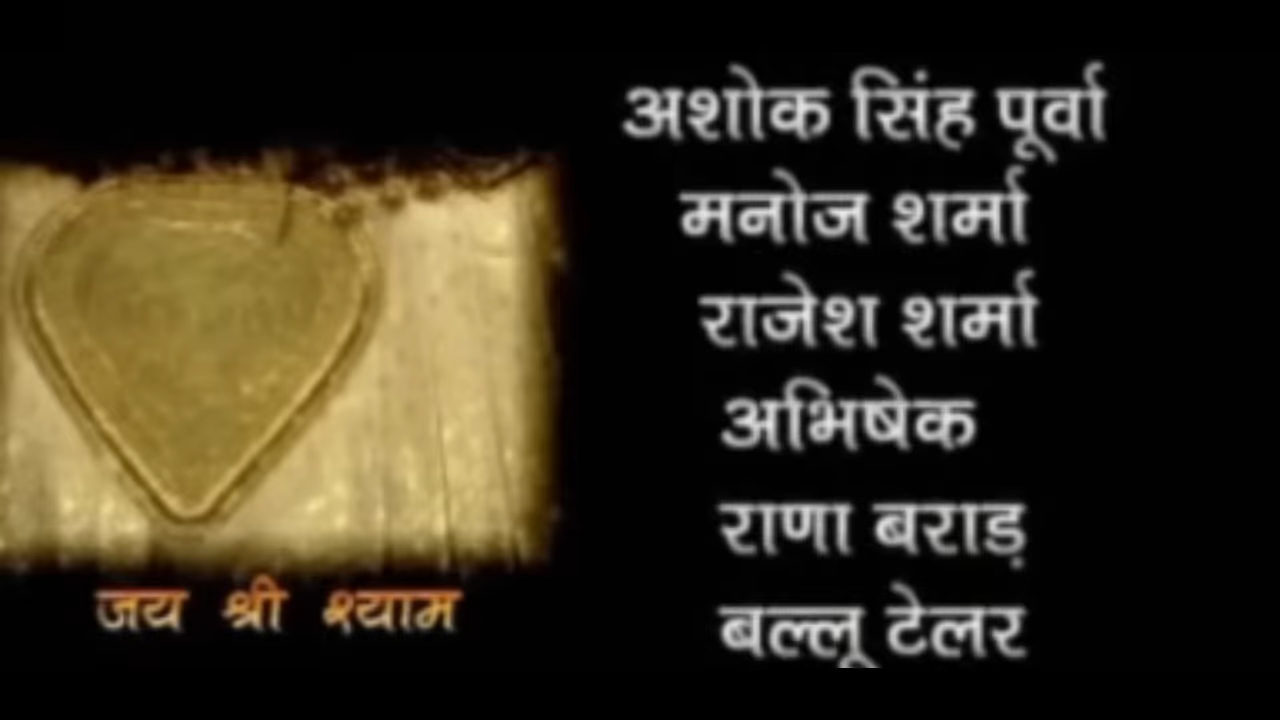 अशोक सिंह पूर्वा
मनोज शर्मा
राजेश शर्मा
अभिषेक
राणा बराड़
बल्लू टेलर
जय श्री श्याम